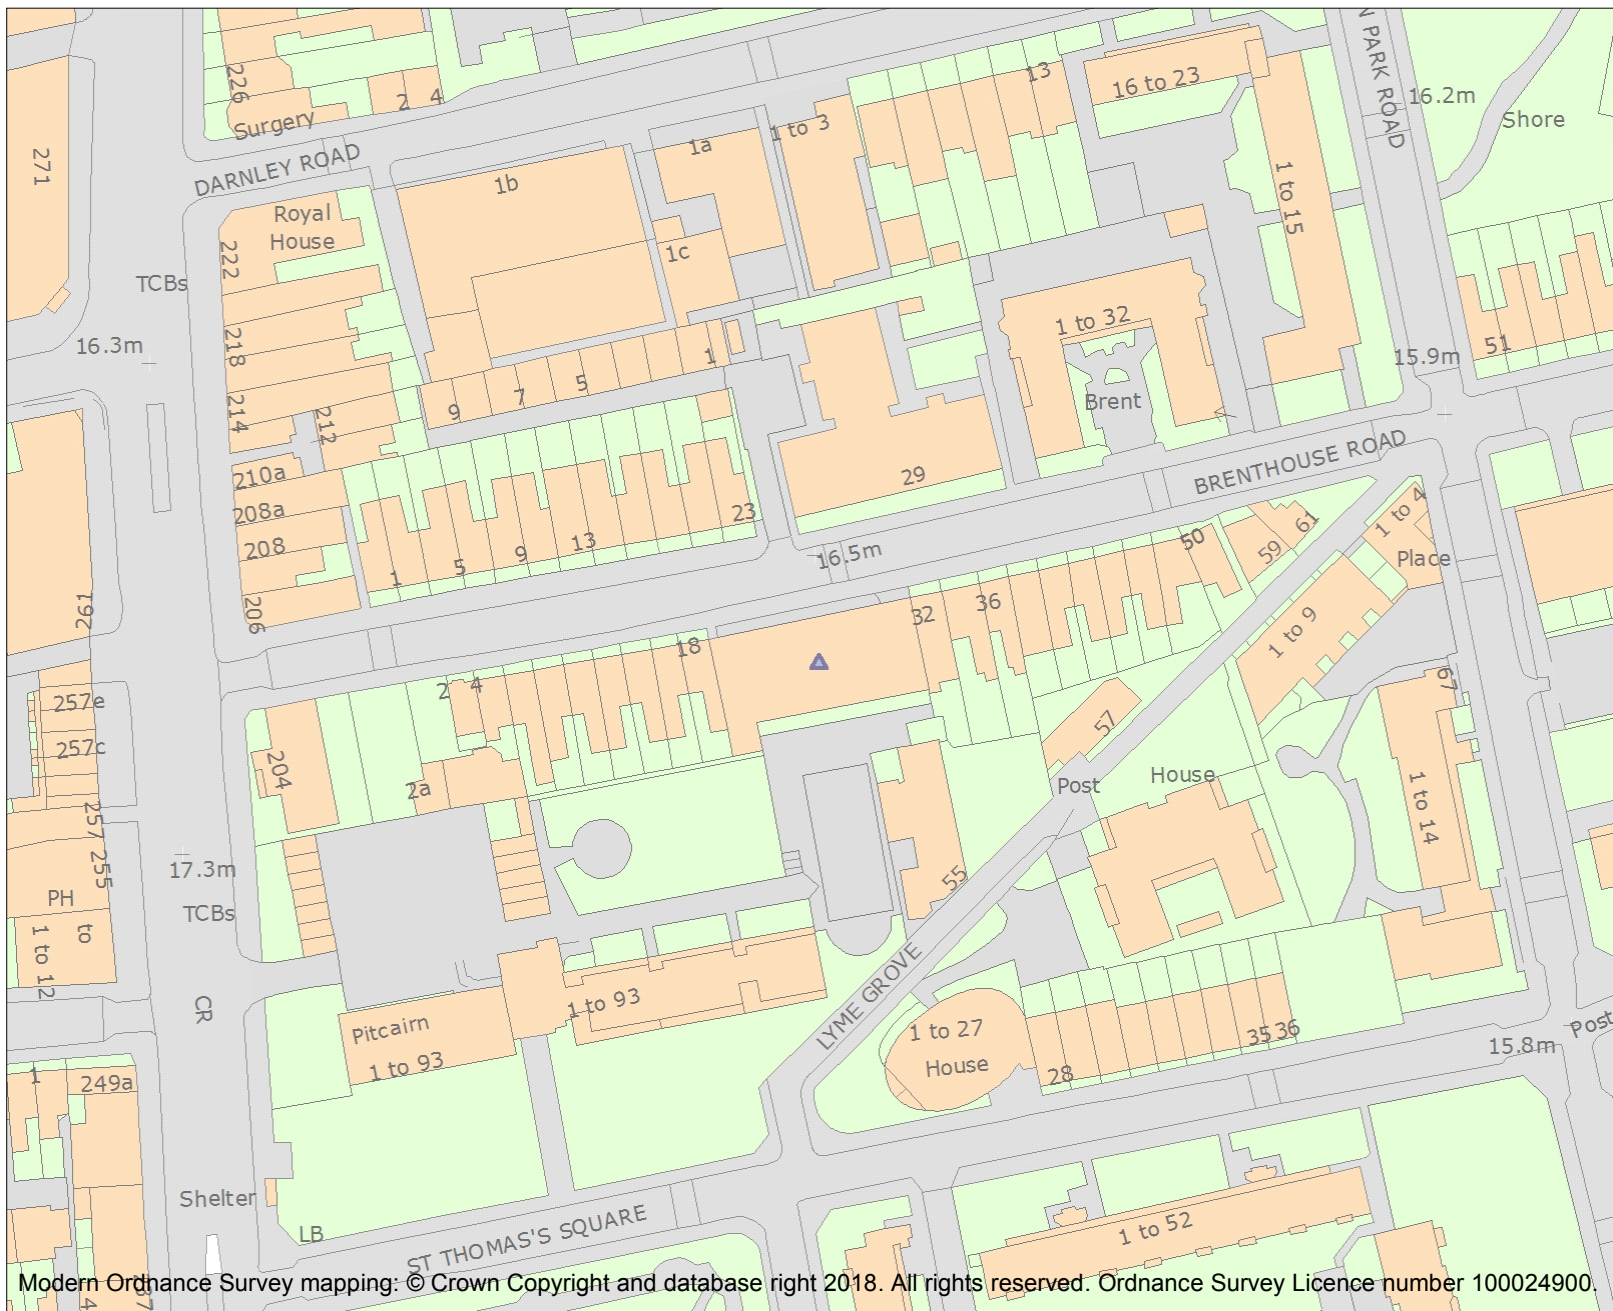 226
2 4
Surgery
271
DARNLEY ROAD
1b
1a
1 to 3
13
16 to 23
N PARK ROAD
16.2m
Shore
Royal
House
222
1c
1 to 15
TCBs
16.3m
218
1 to 32
51
15.9m
214
212
9
7
5
1
Brent
BRENTHOUSE ROAD
210a
208a
208
29
23
1
5
9
13
16.5m
50
59
61
1 to 4
Place
261
206
32
36
1 to 9
18
2 4
67
257e
257c
204
2a
57
Post
House
1 to 14
257
255
17.3m
55
PH
TCBs
1 to 12
to
CR
LYME GROVE
1 to 93
Pitcairn
1 to 93
1 to 27
House
28
35 36
15.8m
Post
1
249a
Shelter
LB
ST THOMAS'S SQUARE
1 to 52
Modern Ordnance Survey mapping: © Crown Copyright and database right 2018. All rights reserved. Ordnance Survey Licence number 100024900.